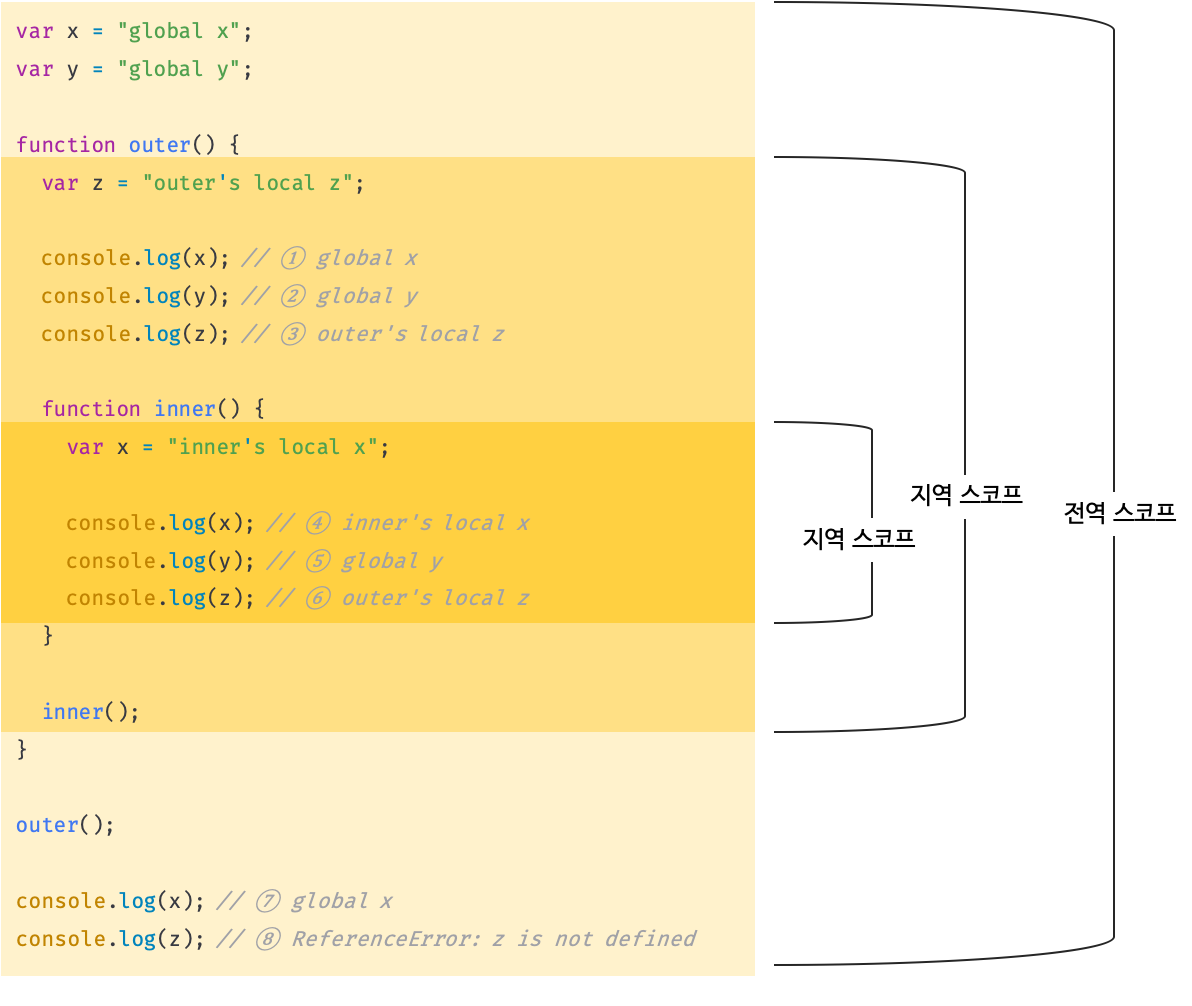 var x = "global x";
var y = "global y";
function outer() {
var z = "outer's local z";
console.log(x); // ① global x
console.log(y); // ② global y
console.log(z); // ③ outer's local z
function inner() {
var x = "inner's local x";
console.log(x); // ④ inner's local x
console.log(y); // ⑤ global y
console.log(z); // ⑥ outer's local z
}
inner();
}
outer();
console.log(x); // ⑦ global x
console.log(z); // ⑧ ReferenceError: z is not defined
지역 스코프
지역 스코프
전역 스코프